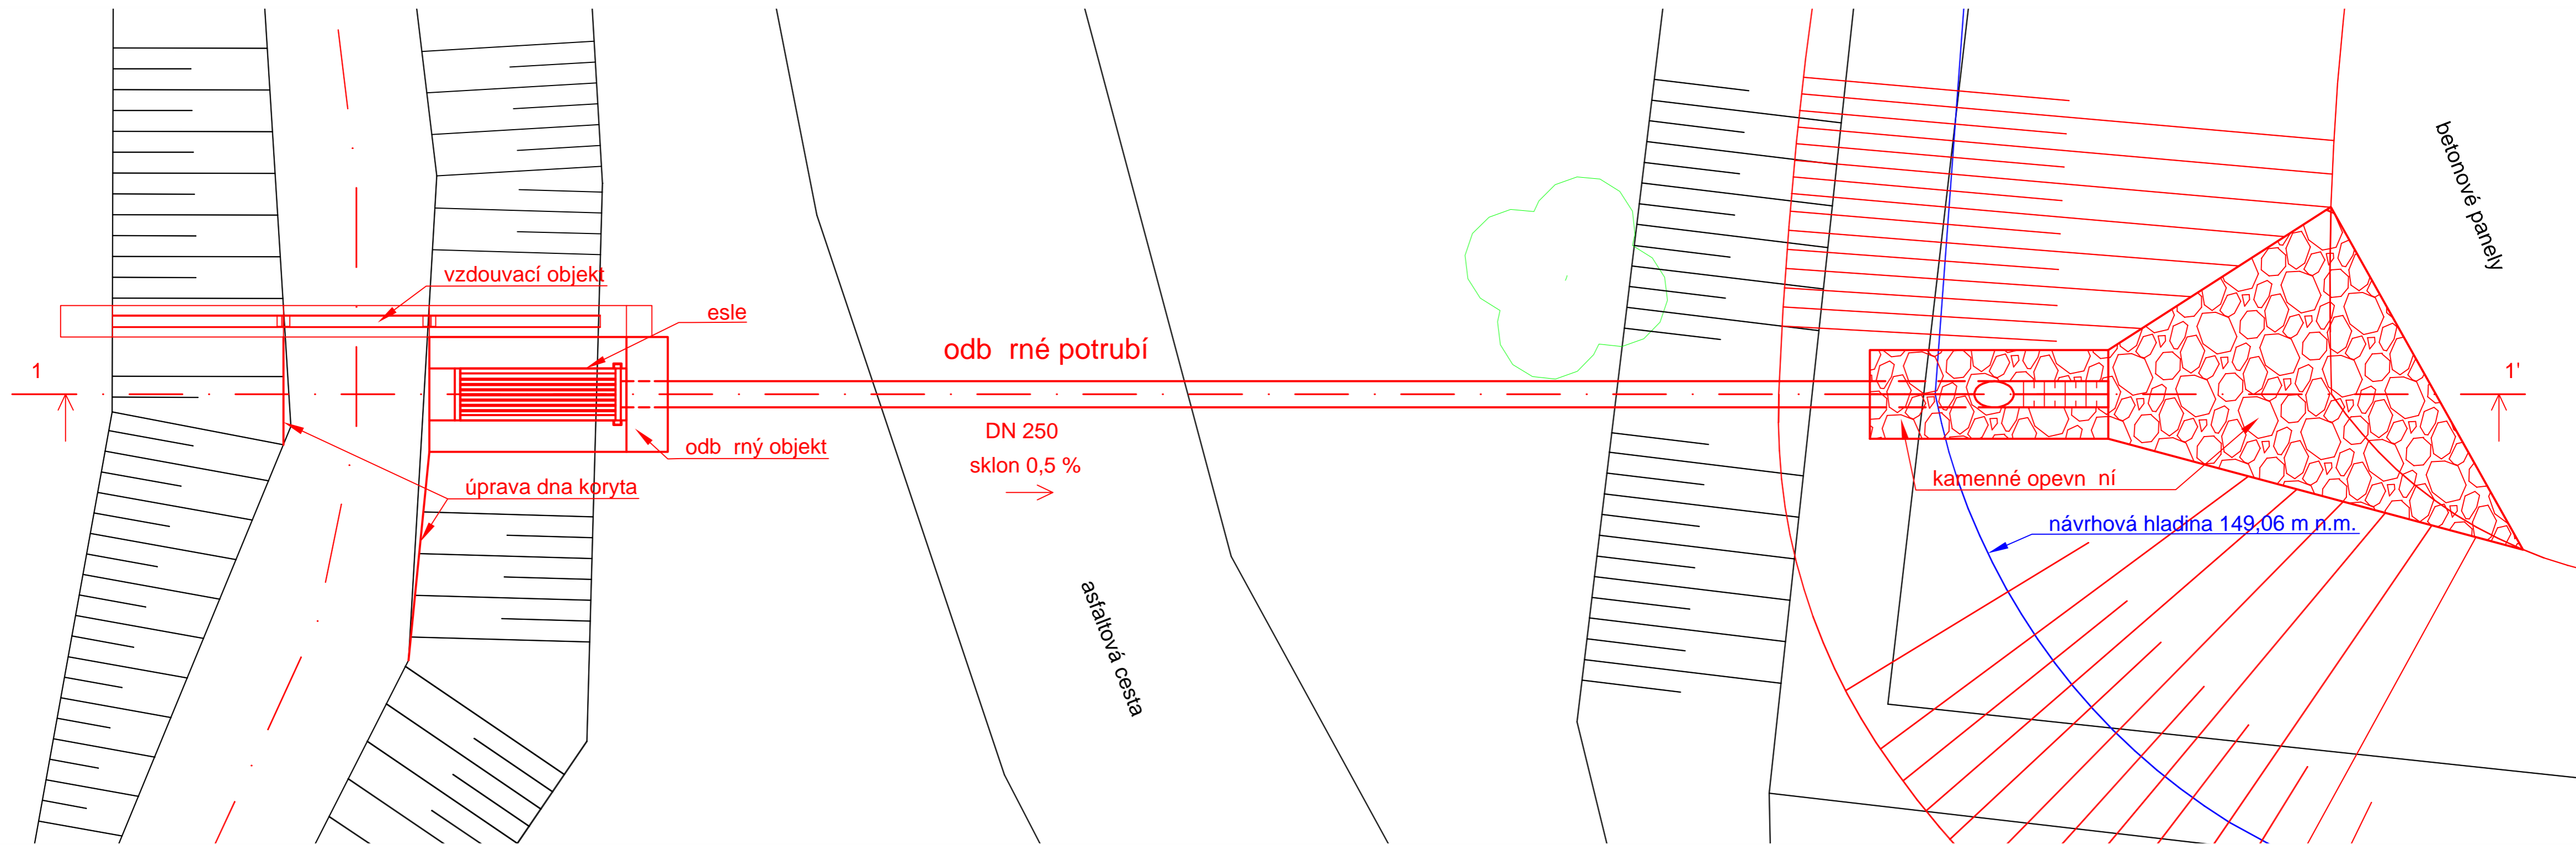 betonové panely
vzdouvací objekt
esle
odb rné potrubí
1
1'
DN 250
odb rný objekt
sklon 0,5 %
kamenné opevn ní
úprava dna koryta
návrhová hladina 149,06 m n.m.
asfaltová cesta